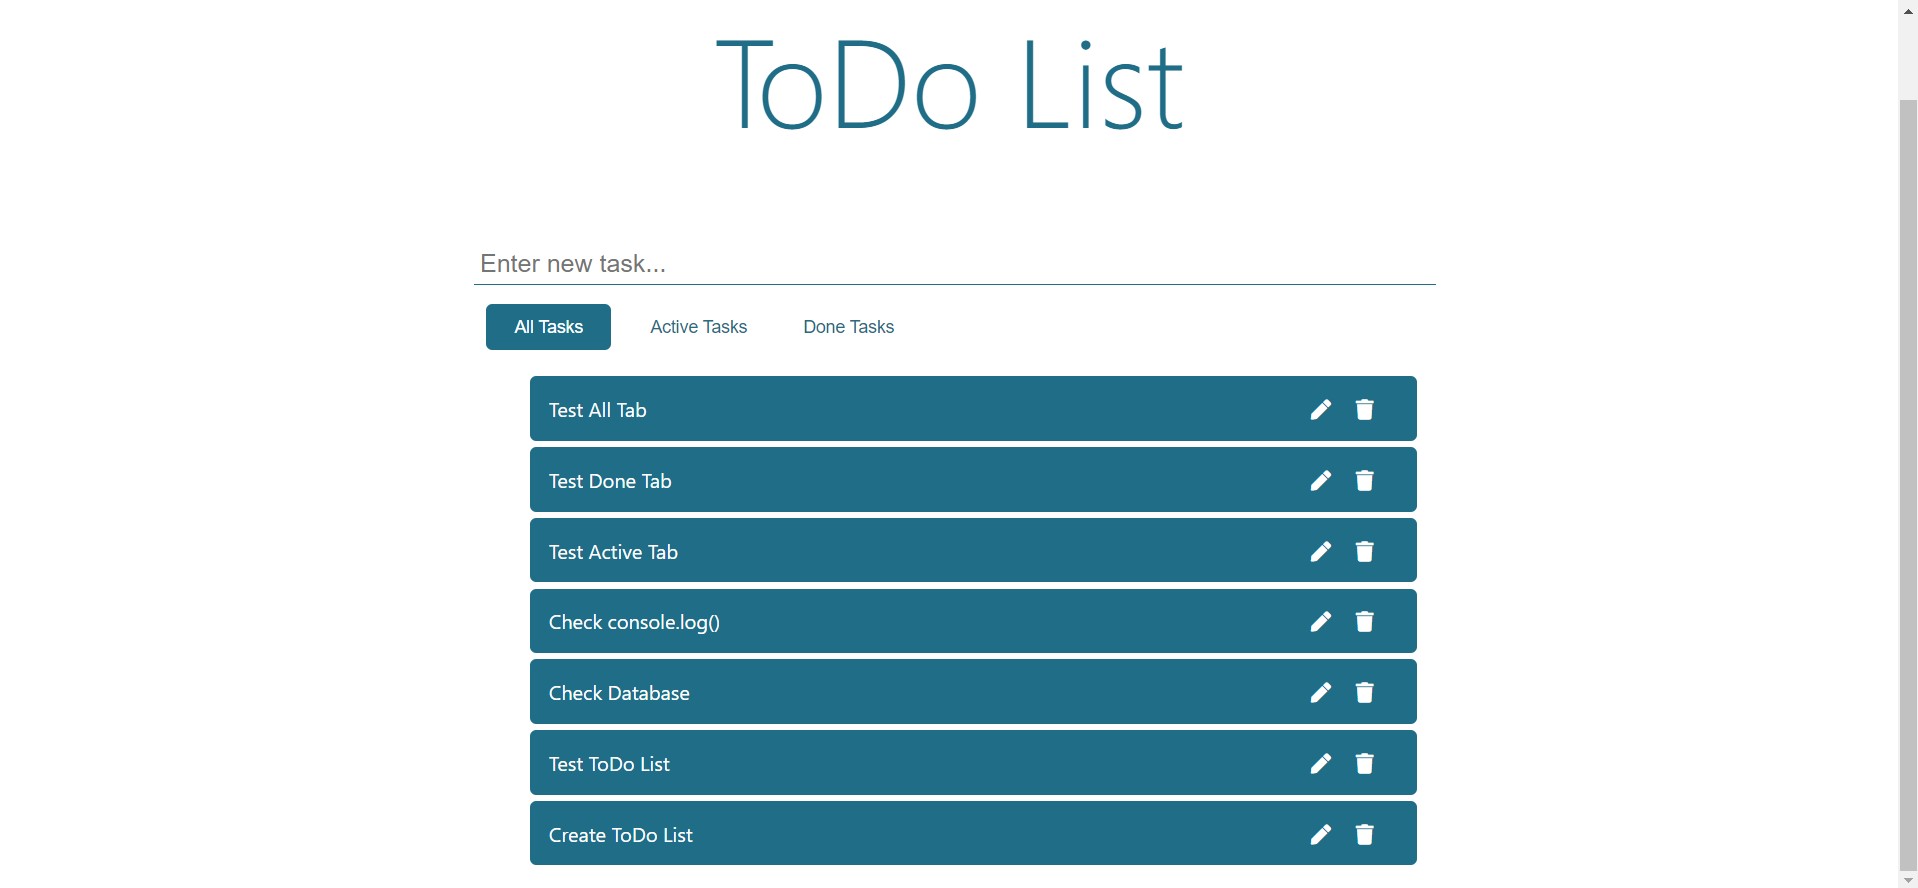 ToDo List
Enter new task...
All Tasks Active Tasks Done Tasks
Test All Tab
Test Done Tab
Test Active Tab
Check console.log()
Check Database
Test ToDo List
Create ToDo List